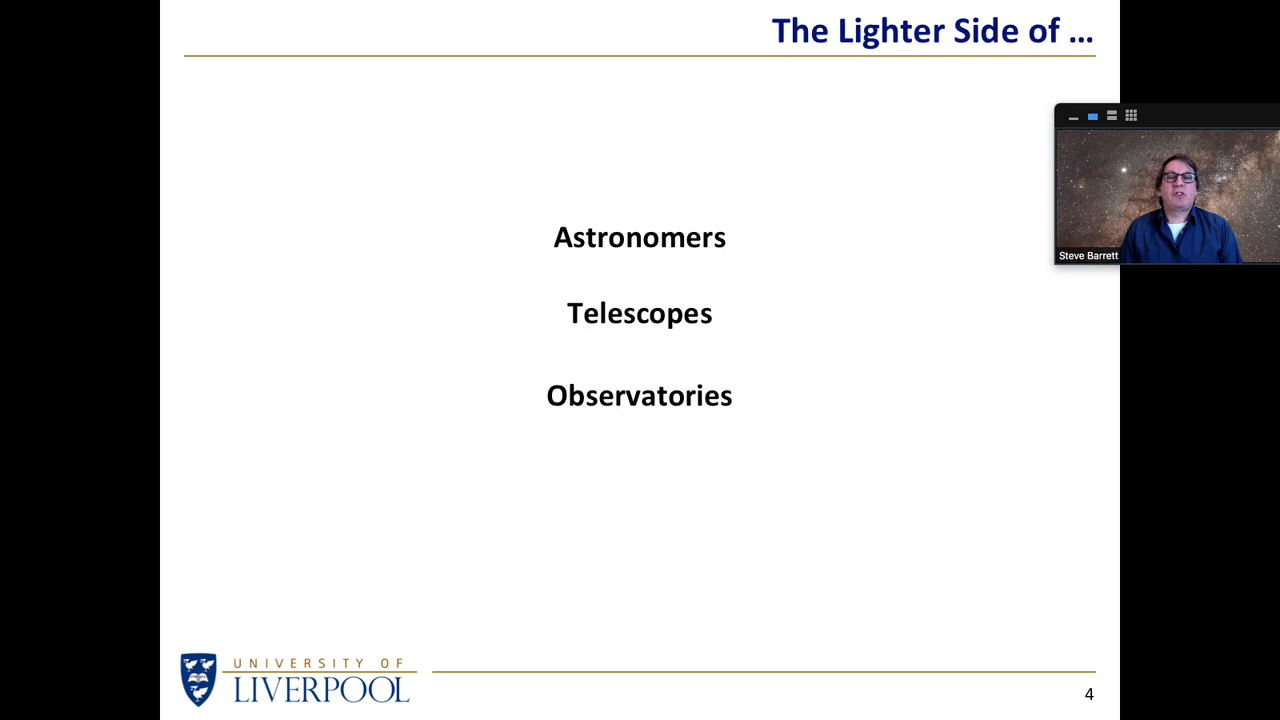 The Lighter Side of ...
Astronomers
Telescopes
Observatories
Steve Barrett
UNIVERSITY OF
LIVERPOOL
4